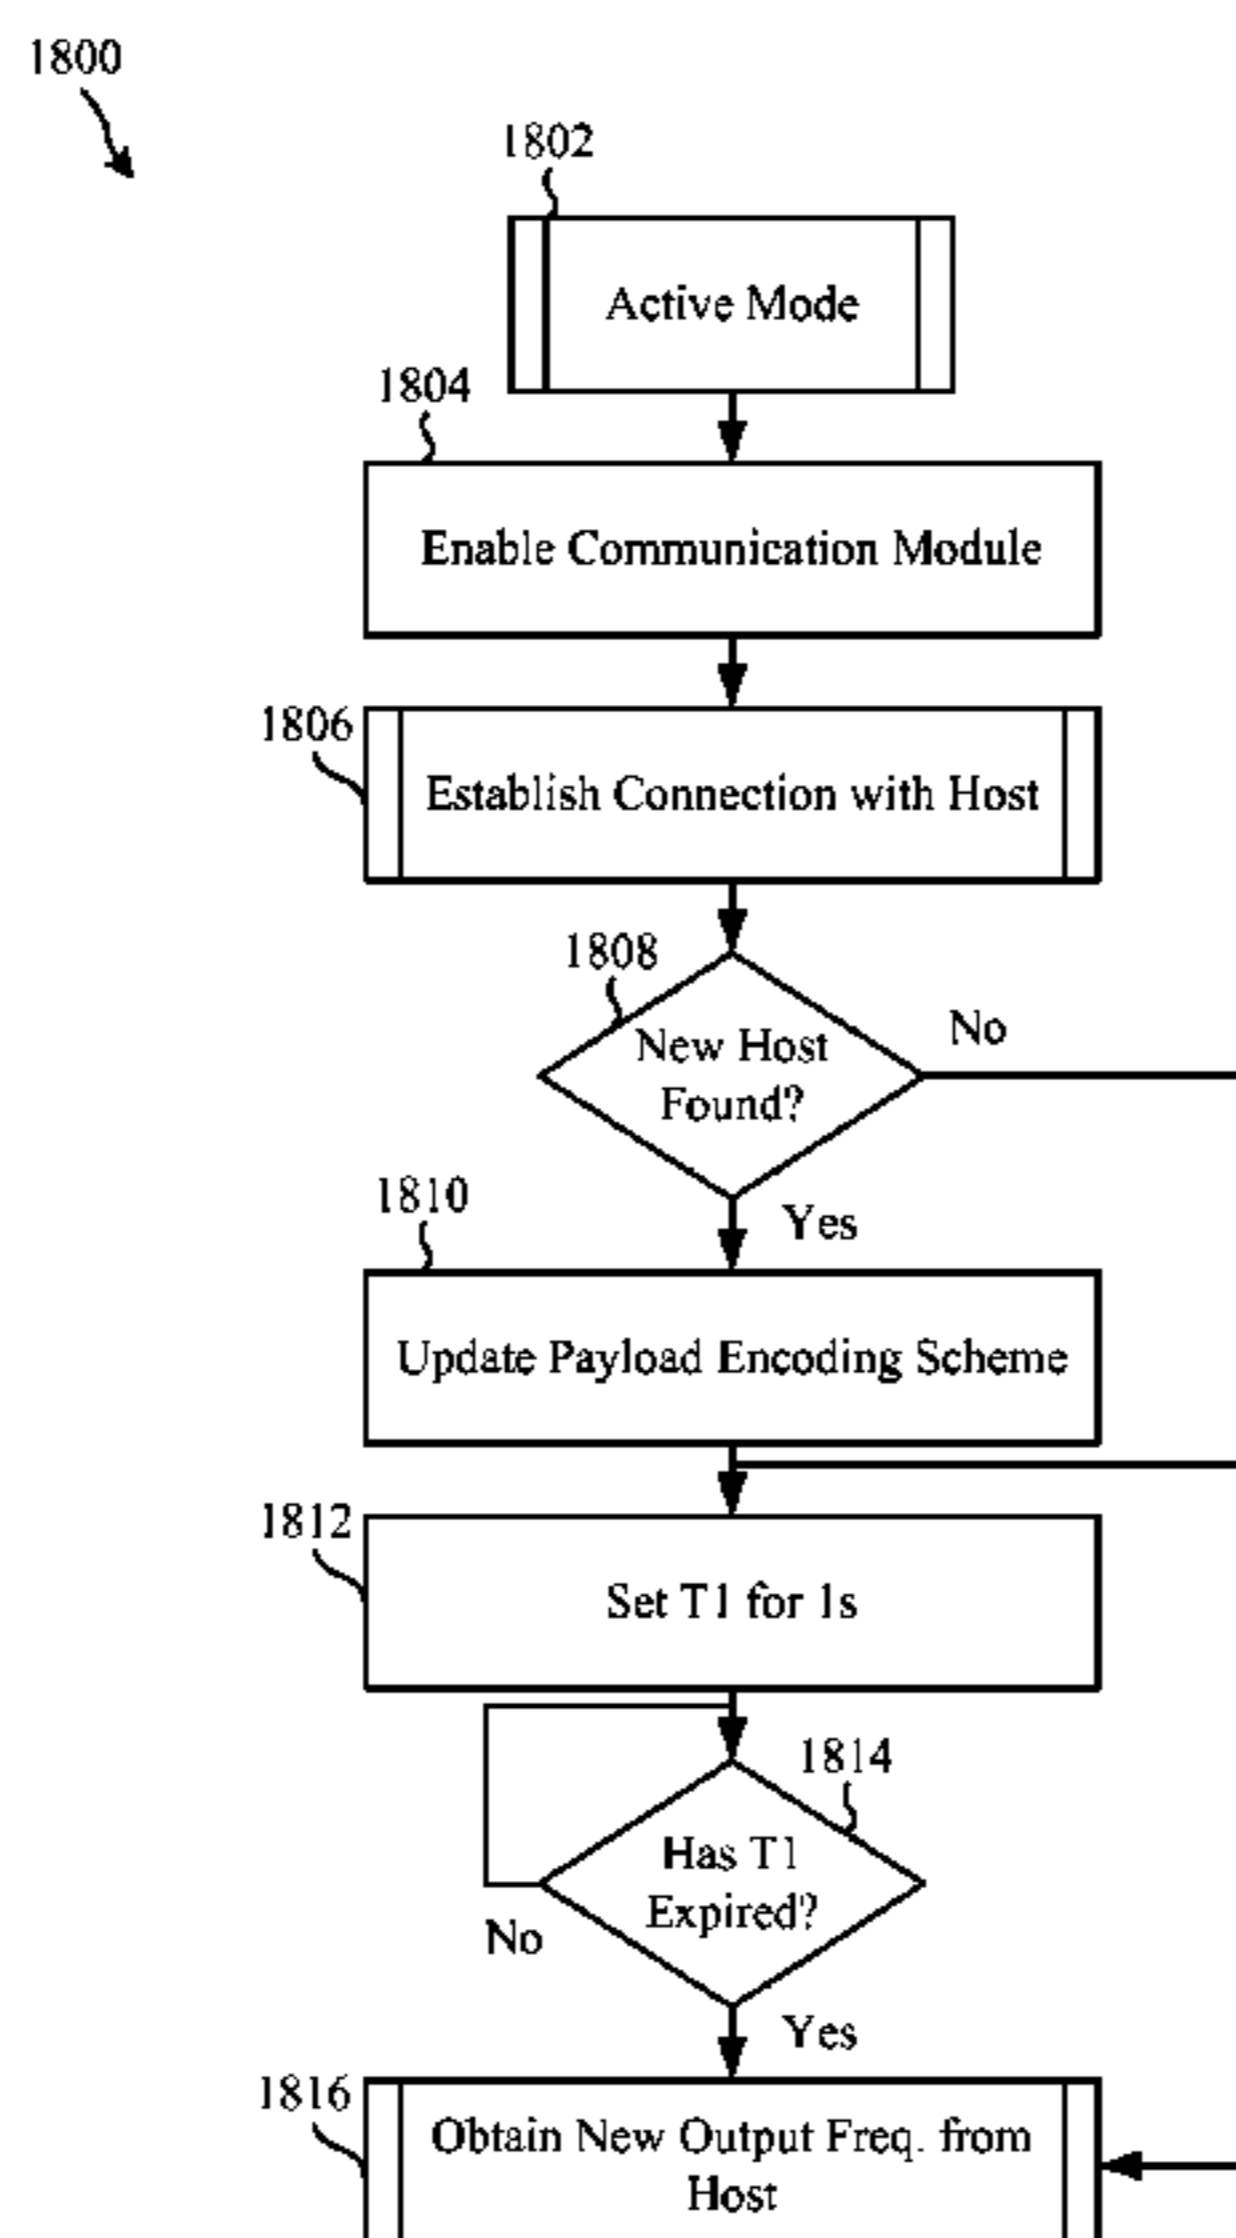 1800
1802
Active Mode
1804
Enable Communication Module
1806
Establish Connection with Host
1808
New Host
Found?
No
Yes
1810
Update Payload Encoding Scheme
1812
Set T1 for 1s
1814
Has T1
Expired?
No
Yes
1816
Obtain New Output Freq. from
Host